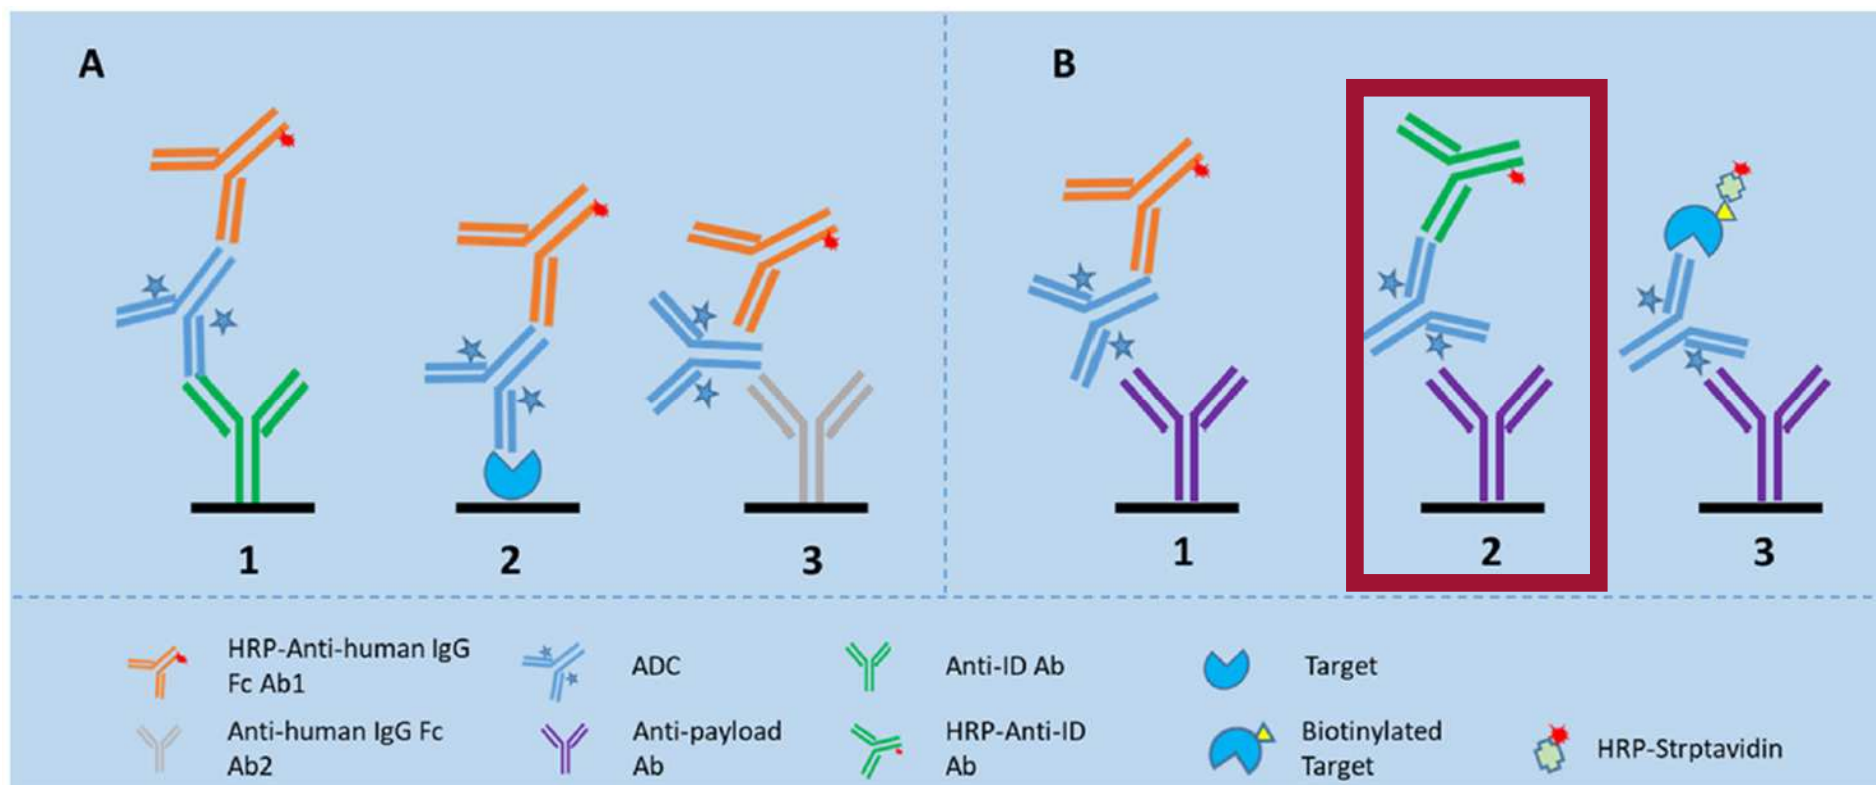 A
B
1
2
3
1
2
3
HRP-Anti-human IgG
Fc Ab1
ADC
Anti-ID Ab
Target
Anti-human IgG Fc
Ab2
Anti-payload
Ab
HRP-Anti-ID
Ab
Biotinylated
Target
HRP-Strptavidin